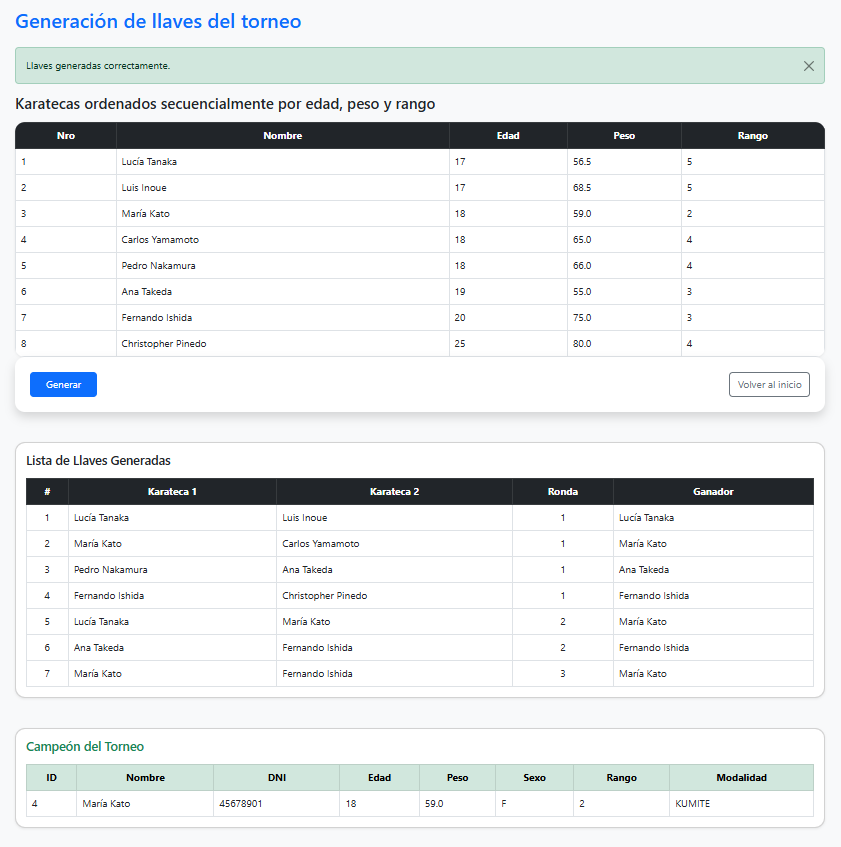 Generación de llaves del torneo
Llaves generadas correctamente.
Karatecas ordenados secuencialmente por edad, peso y rango
Nro Nombre Edad Peso Rango
1 Lucía Tanaka 17 56.5 5
2 Luis Inoue 17 68.5 5
3 María Kato 18 59.0 2
4 Carlos Yamamoto 18 65.0 4
5 Pedro Nakamura 18 66.0 4
6 Ana Takeda 19 55.0 3
7 Fernando Ishida 20 75.0 3
8 Christopher Pinedo 25 80.0 4
Generar Volver al inicio
Lista de Llaves Generadas
# Karateca 1 Karateca 2 Ronda Ganador
1 Lucía Tanaka Luis Inoue 1 Lucía Tanaka
2 María Kato Carlos Yamamoto 1 María Kato
3 Pedro Nakamura Ana Takeda 1 Ana Takeda
4 Fernando Ishida Christopher Pinedo 1 Fernando Ishida
5 Lucía Tanaka María Kato 2 María Kato
6 Ana Takeda Fernando Ishida 2 Fernando Ishida
7 María Kato Fernando Ishida 3 María Kato
Campeón del Torneo
ID Nombre DNI Edad Peso Sexo Rango Modalidad
4 María Kato 45678901 18 59.0 F 2 KUMITE